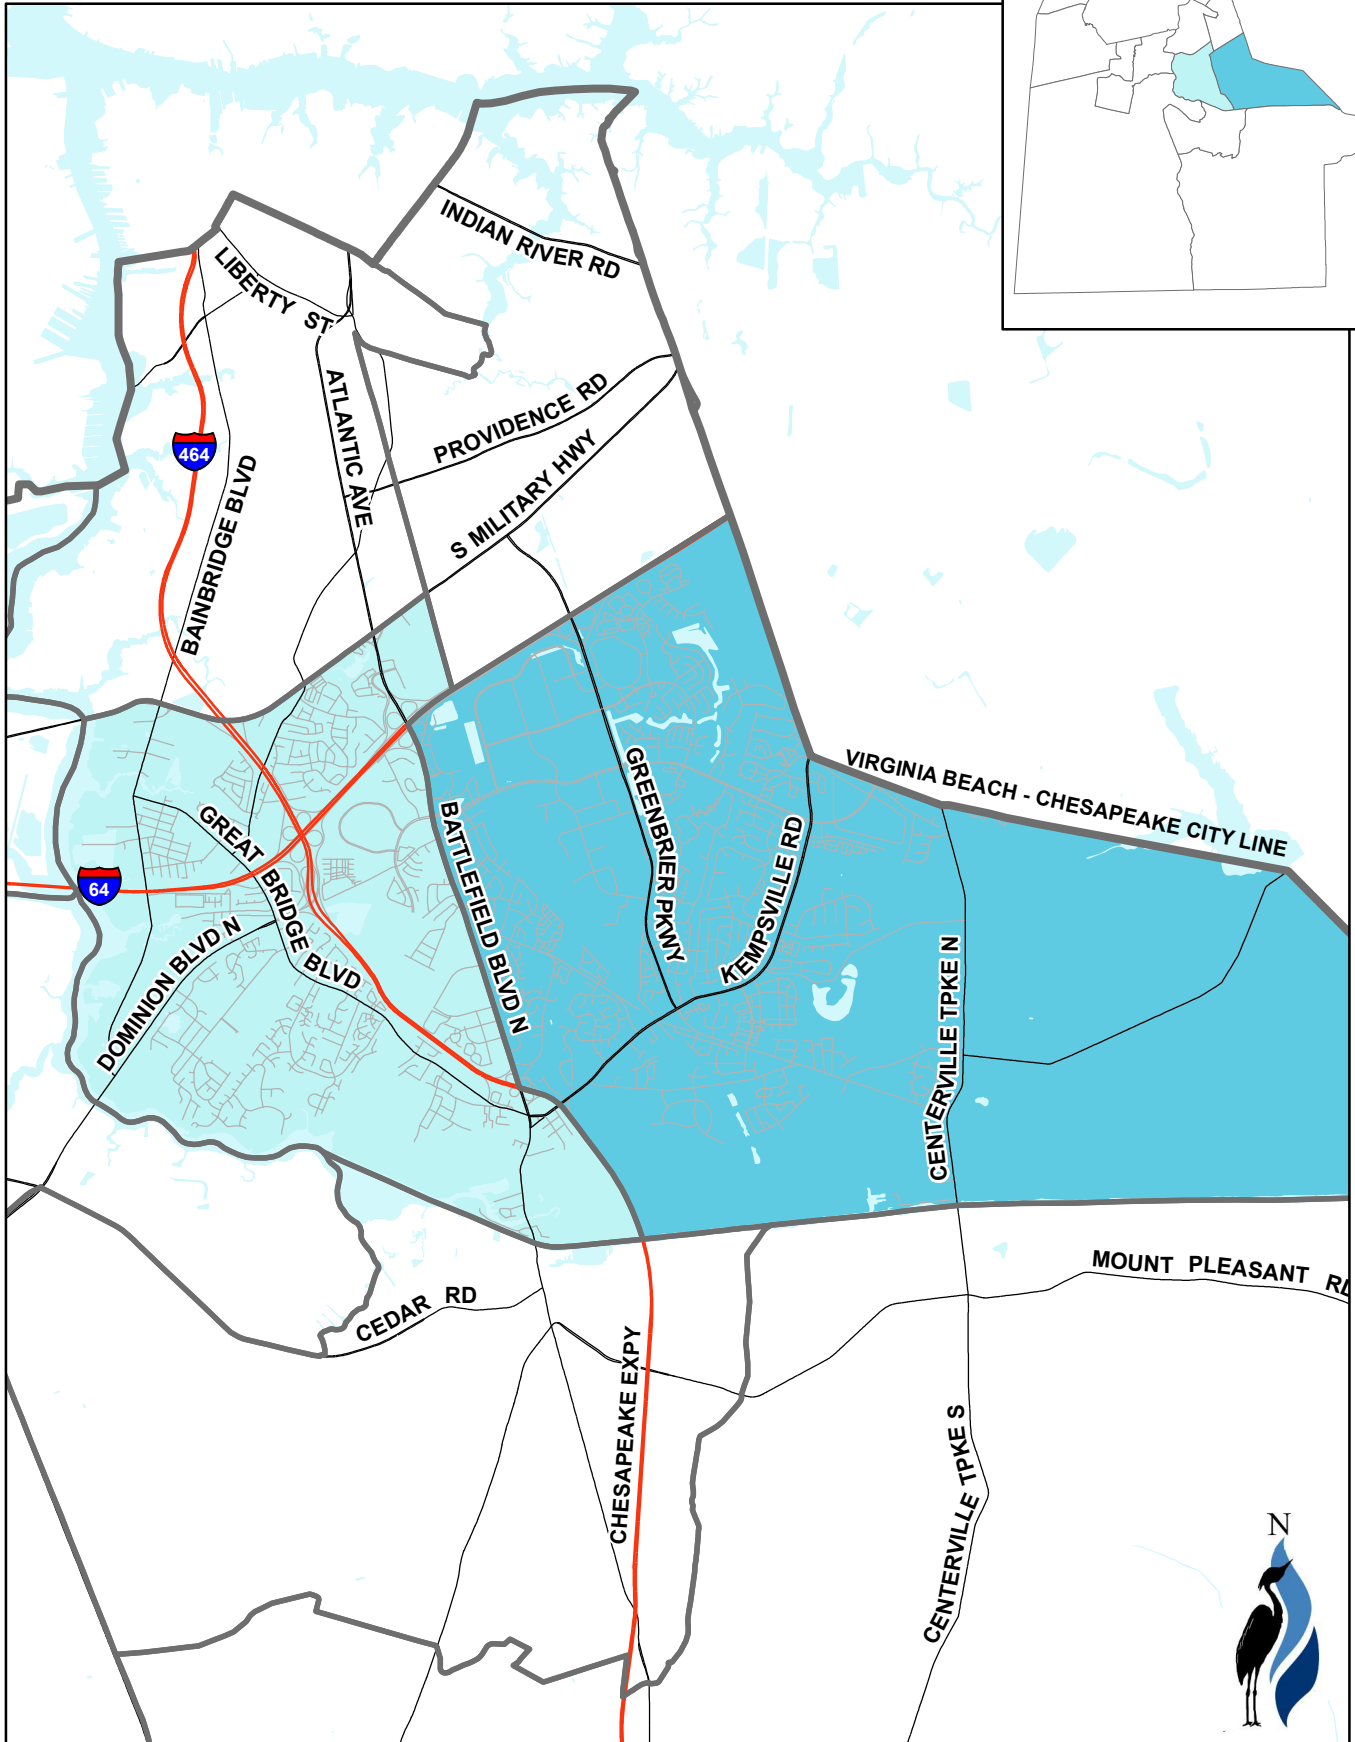 INDIAN RIVER RD
LIBERTY ST
ATLANTIC AVE
PROVIDENCE RD
S MILITARY HWY
464
BAINBRIDGE BLVD
VIRGINIA BEACH - CHESAPEAKE CITY LINE
GREENBRIER PKWY
BATTLEFIELD BLVD N
GREAT BRIDGE BLVD
KEMPSVILLE RD
64
DOMINION BLVD N
CENTERVILLE TPKE N
MOUNT PLEASANT RD
CEDAR RD
CHESAPEAKE EXPY
CENTERVILLE TPKE S
N